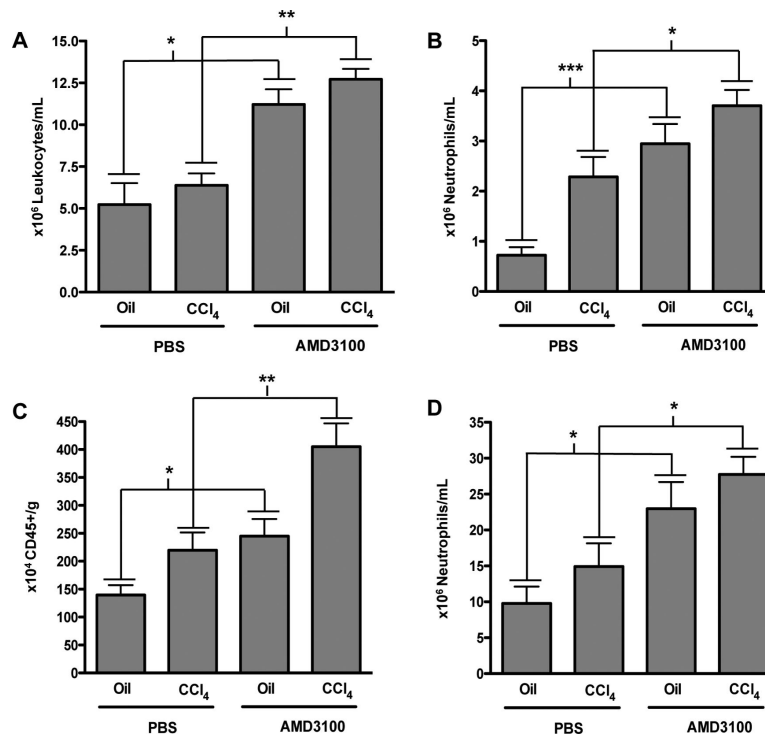 A
x10⁶ Leukocytes/mL
15.0
12.5
10.0
7.5
5.0
2.5
0.0
*
**
Oil
CCl₄
Oil
CCl₄
PBS
AMD3100
B
x10⁶ Neutrophils/mL
5
4
3
2
1
0
***
*
Oil
CCl₄
Oil
CCl₄
PBS
AMD3100
C
x10⁴ CD45+/g
450
400
350
300
250
200
150
100
50
0
*
**
Oil
CCl₄
Oil
CCl₄
PBS
AMD3100
D
x10⁶ Neutrophils/mL
35
30
25
20
15
10
5
0
*
*
Oil
CCl₄
Oil
CCl₄
PBS
AMD3100